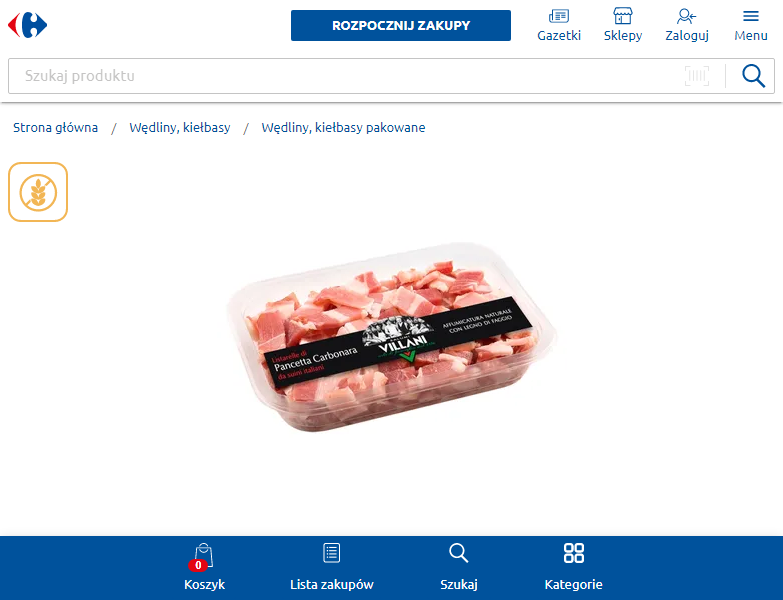 ROZPOCZNIJ ZAKUPY
Gazetki
Sklepy
Zaloguj
Menu
Szukaj produktu
Strona główna / Wędliny, kiełbasy / Wędliny, kiełbasy pakowane
Listarelle di
Pancetta Carbonara
da suini italiani
VILLANI
AFFUMICATURA NATURALE
CON LEGNO DI FAGGIO
0
Koszyk
Lista zakupów
Szukaj
Kategorie